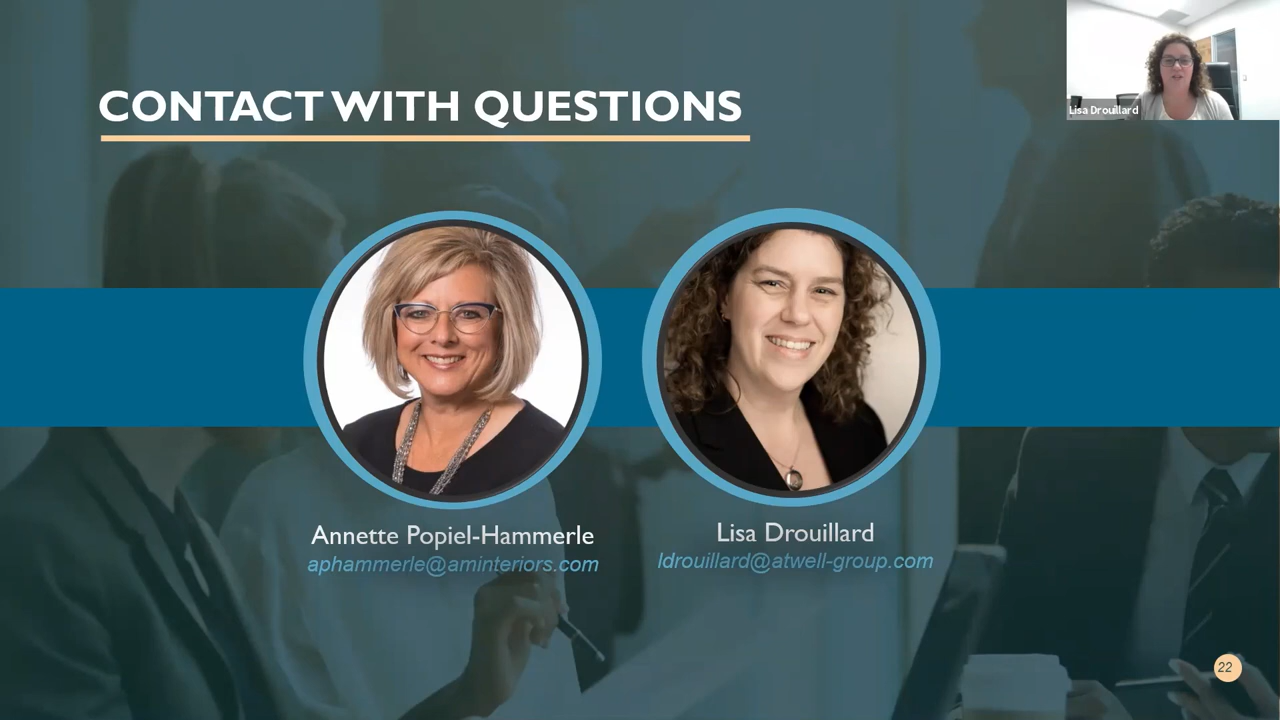 CONTACT WITH QUESTIONS
Lisa Drouillard
Annette Popiel-Hammerle
aphammerle@aminteriors.com
Lisa Drouillard
ldrouillard@atwell-group.com
22